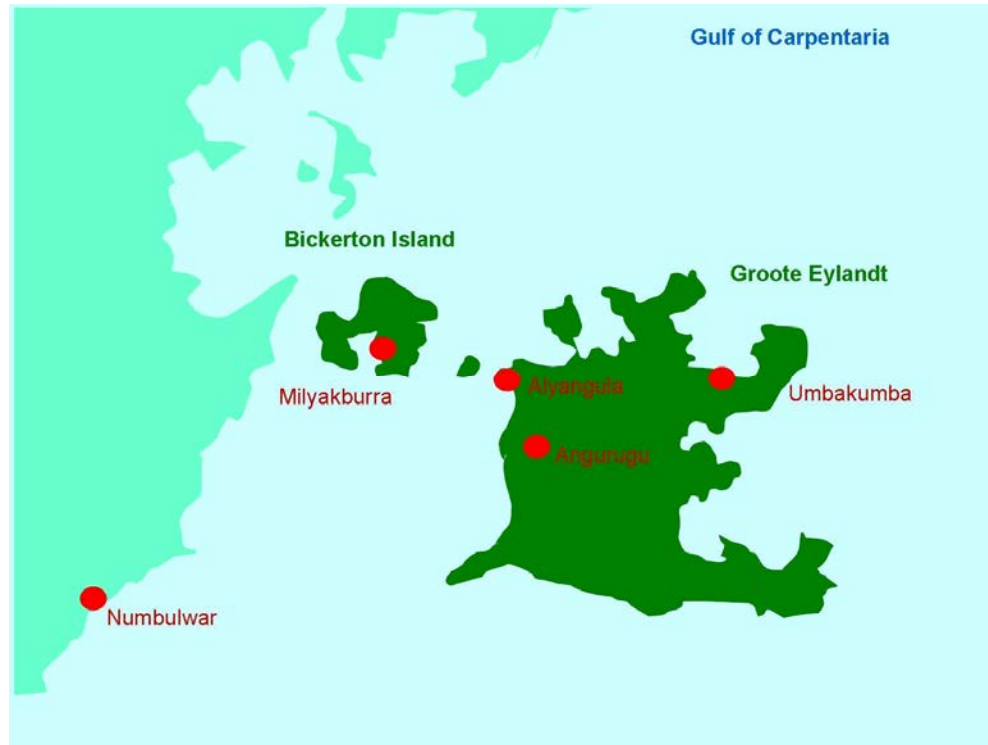 Gulf of Carpentaria
Bickerton Island
Groote Eylandt
Milyakburra
Alyangula
Umbakumba
Angurugu
Numbulwar